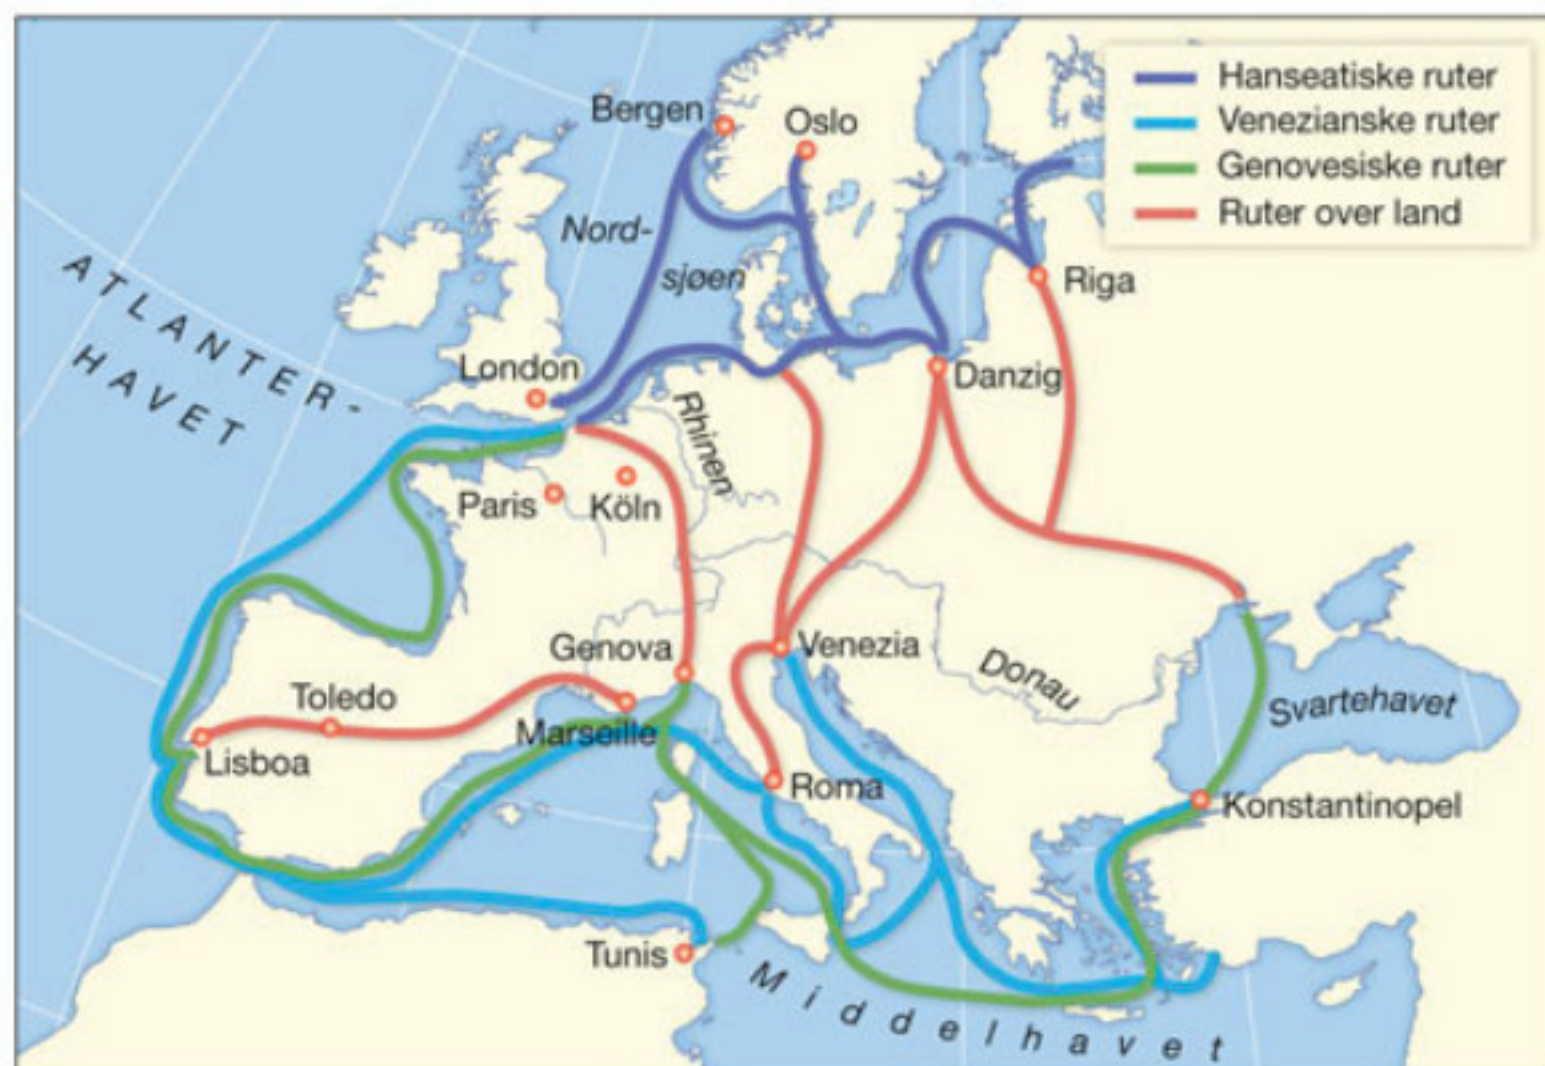 Hanseatiske ruter
Venezianske ruter
Genovesiske ruter
Ruter over land
Bergen
Oslo
Nord-
sjøen
ATLANTER-
HAVET
Riga
London
Danzig
Rhinen
Paris
Köln
Genova
Venezia
Donau
Toledo
Svartehavet
Marseille
Lisboa
Roma
Konstantinopel
Tunis
Middelhavet